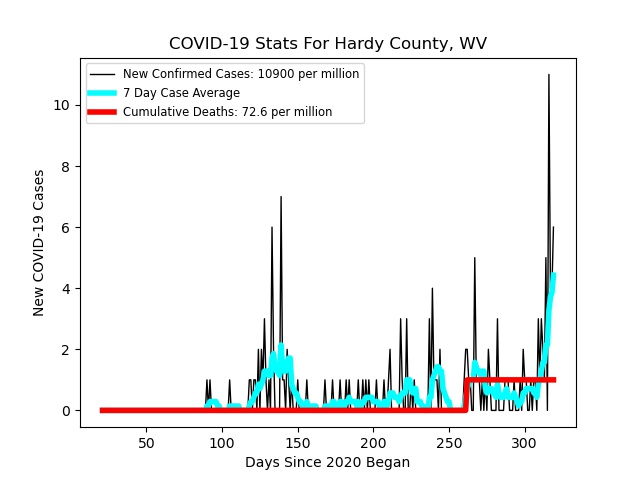 COVID-19 Stats For Hardy County, WV
New Confirmed Cases: 10900 per million
7 Day Case Average
Cumulative Deaths: 72.6 per million
New COVID-19 Cases
10
8
6
4
2
0
50 100 150 200 250 300
Days Since 2020 Began